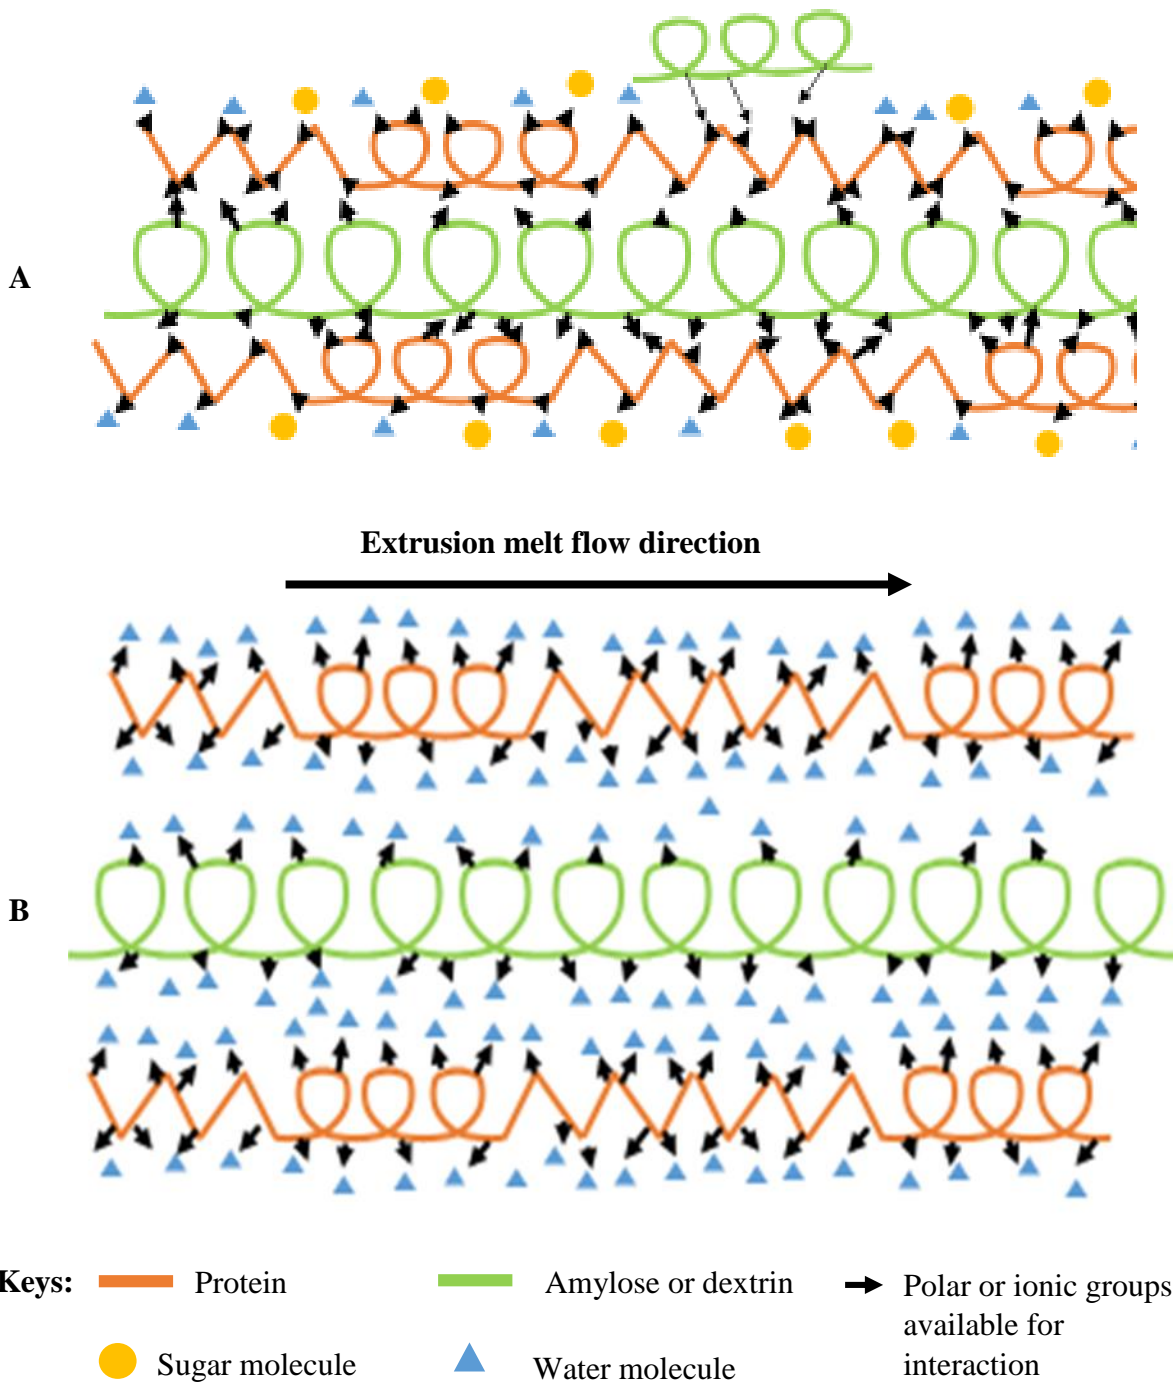 A
Extrusion melt flow direction
B
Keys:
Protein
Amylose or dextrin
Polar or ionic groups
available for
interaction
Sugar molecule
Water molecule